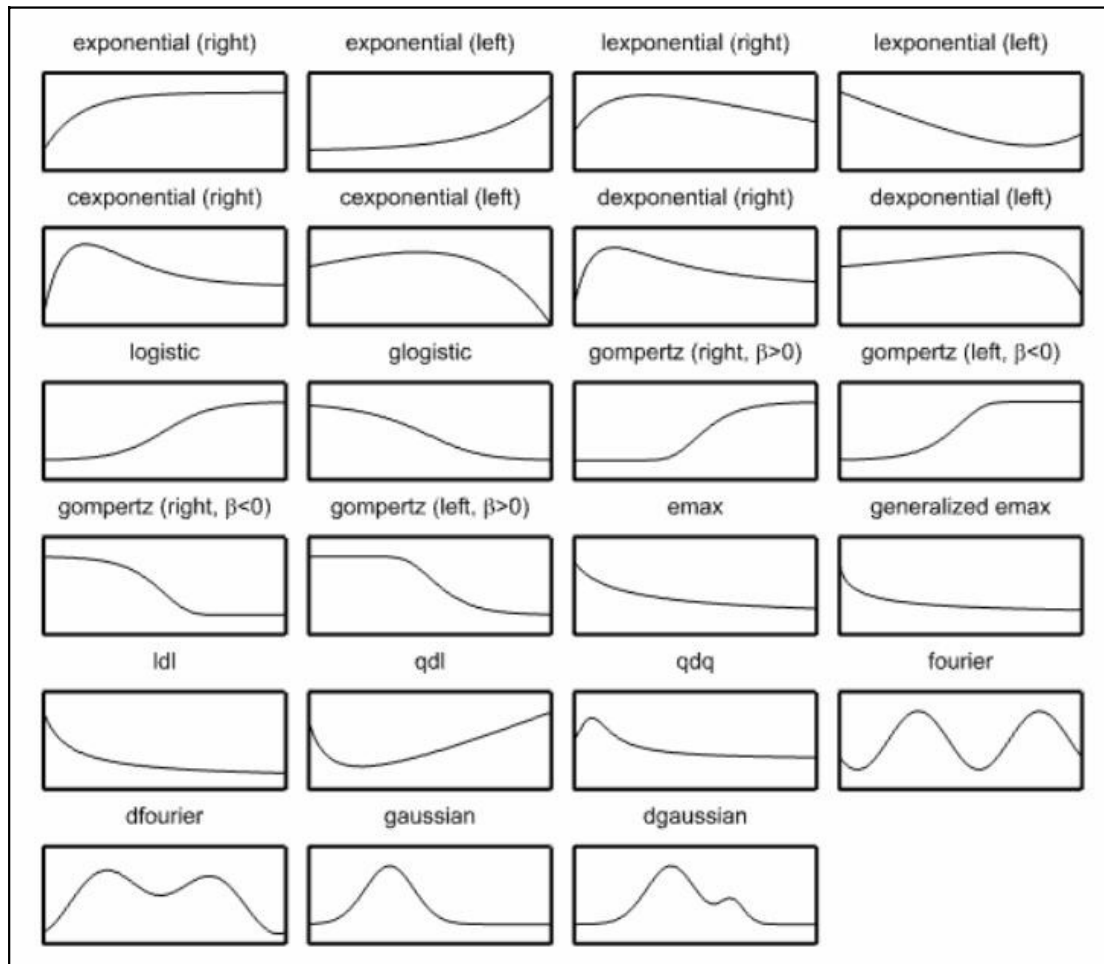 exponential (right) exponential (left) lexponential (right) lexponential (left)
cexponential (right) cexponential (left) dexponential (right) dexponential (left)
logistic glogistic gompertz (right, β>0) gompertz (left, β<0)
gompertz (right, β<0) gompertz (left, β>0) emax generalized emax
ldl qdl qdq fourier
dfourier gaussian dgaussian